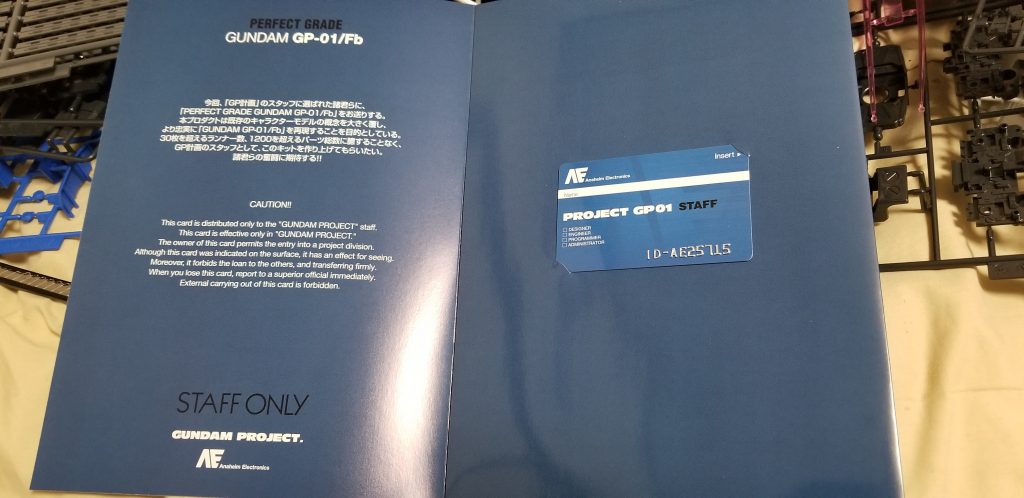 PERFECT GRADE
GUNDAM GP-01/Fb
今回、「GP計画」のスタッフに選ばれた諸君らに、
「PERFECT GRADE GUNDAM GP-01/Fb」をお送りする。
本プロダクトは既存のキャラクターモデルの概念を大きく覆し、
より忠実に「GUNDAM GP-01/Fb」を再現することを目的としている。
30枚を超えるランナー数、1200を超えるパーツ総数に臆することなく、
GP計画のスタッフとして、このキットを作り上げてもらいたい。
諸君らの奮闘に期待する!!
CAUTION!!
This card is distributed only to the "GUNDAM PROJECT" staff.
This card is effective only in "GUNDAM PROJECT."
The owner of this card permits the entry into a project division.
Although this card was indicated on the surface, it has an effect for seeing.
Moreover, it forbids the loan to the others, and transferring firmly.
When you lose this card, report to a superior official immediately.
External carrying out of this card is forbidden.
STAFF ONLY
GUNDAM PROJECT.
AE Anaheim Electronics
Insert ▶
AE Anaheim Electronics
Name
PROJECT GP01 STAFF
□ DESIGNER
□ ENGINEER
□ PROGRAMMER
□ ADMINISTRATOR
ID-AE25715